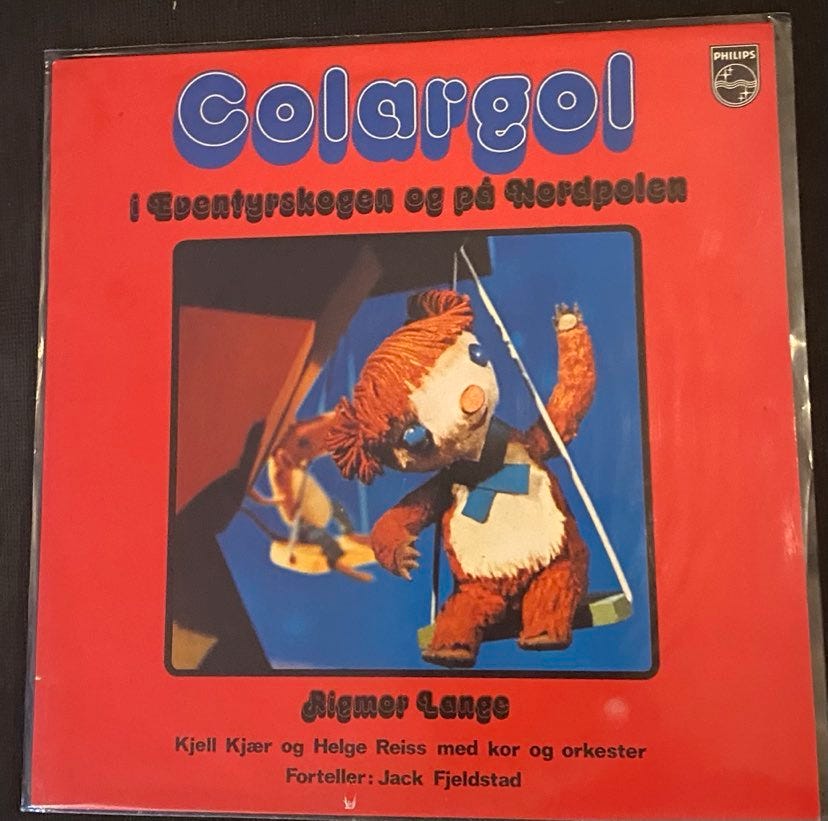 PHILIPS
Colargol
i Eventyrskogen og på Nordpolen
Rigmor Lange
Kjell Kjær og Helge Reiss med kor og orkester
Forteller: Jack Fjeldstad